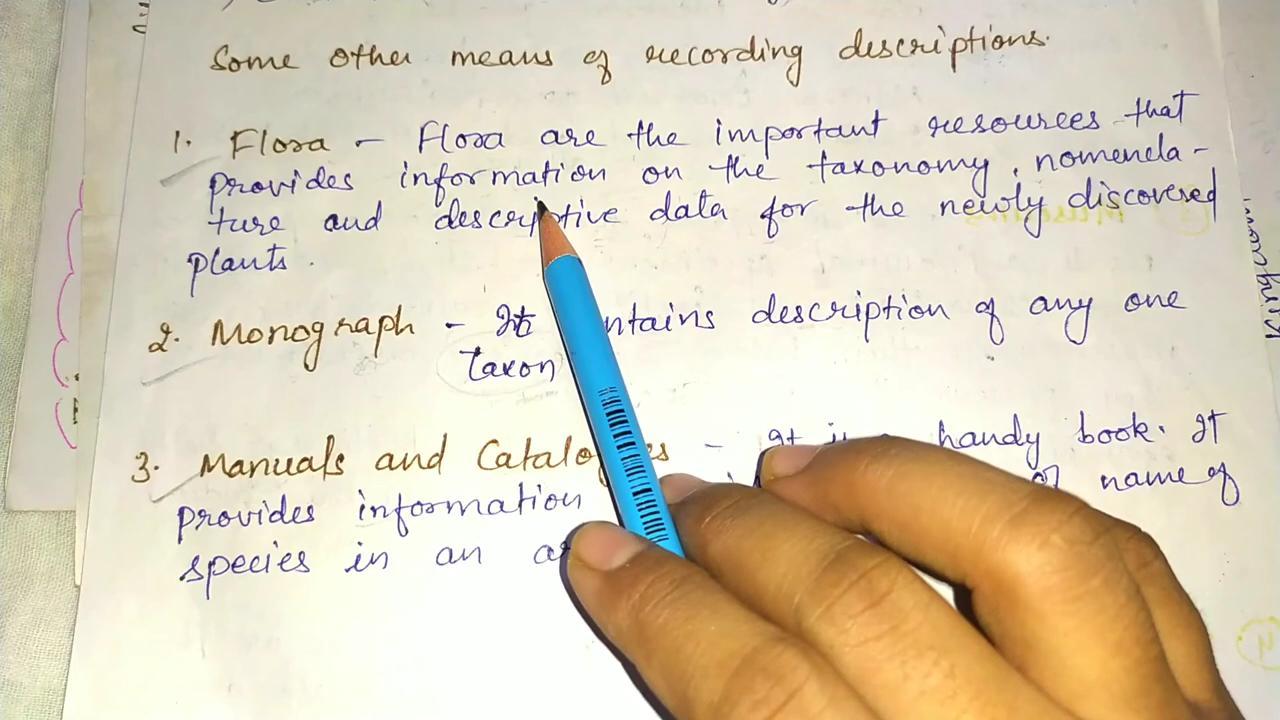 Some other means of recording descriptions.
1. Flora - Flora are the important resources that
provides information on the taxonomy, nomencla-
ture and descriptive data for the newly discovered
plants.
2. Monograph - It contains description of any one
taxon
3. Manuals and Catalogues - It is a handy book. It
provides information name of
species in an